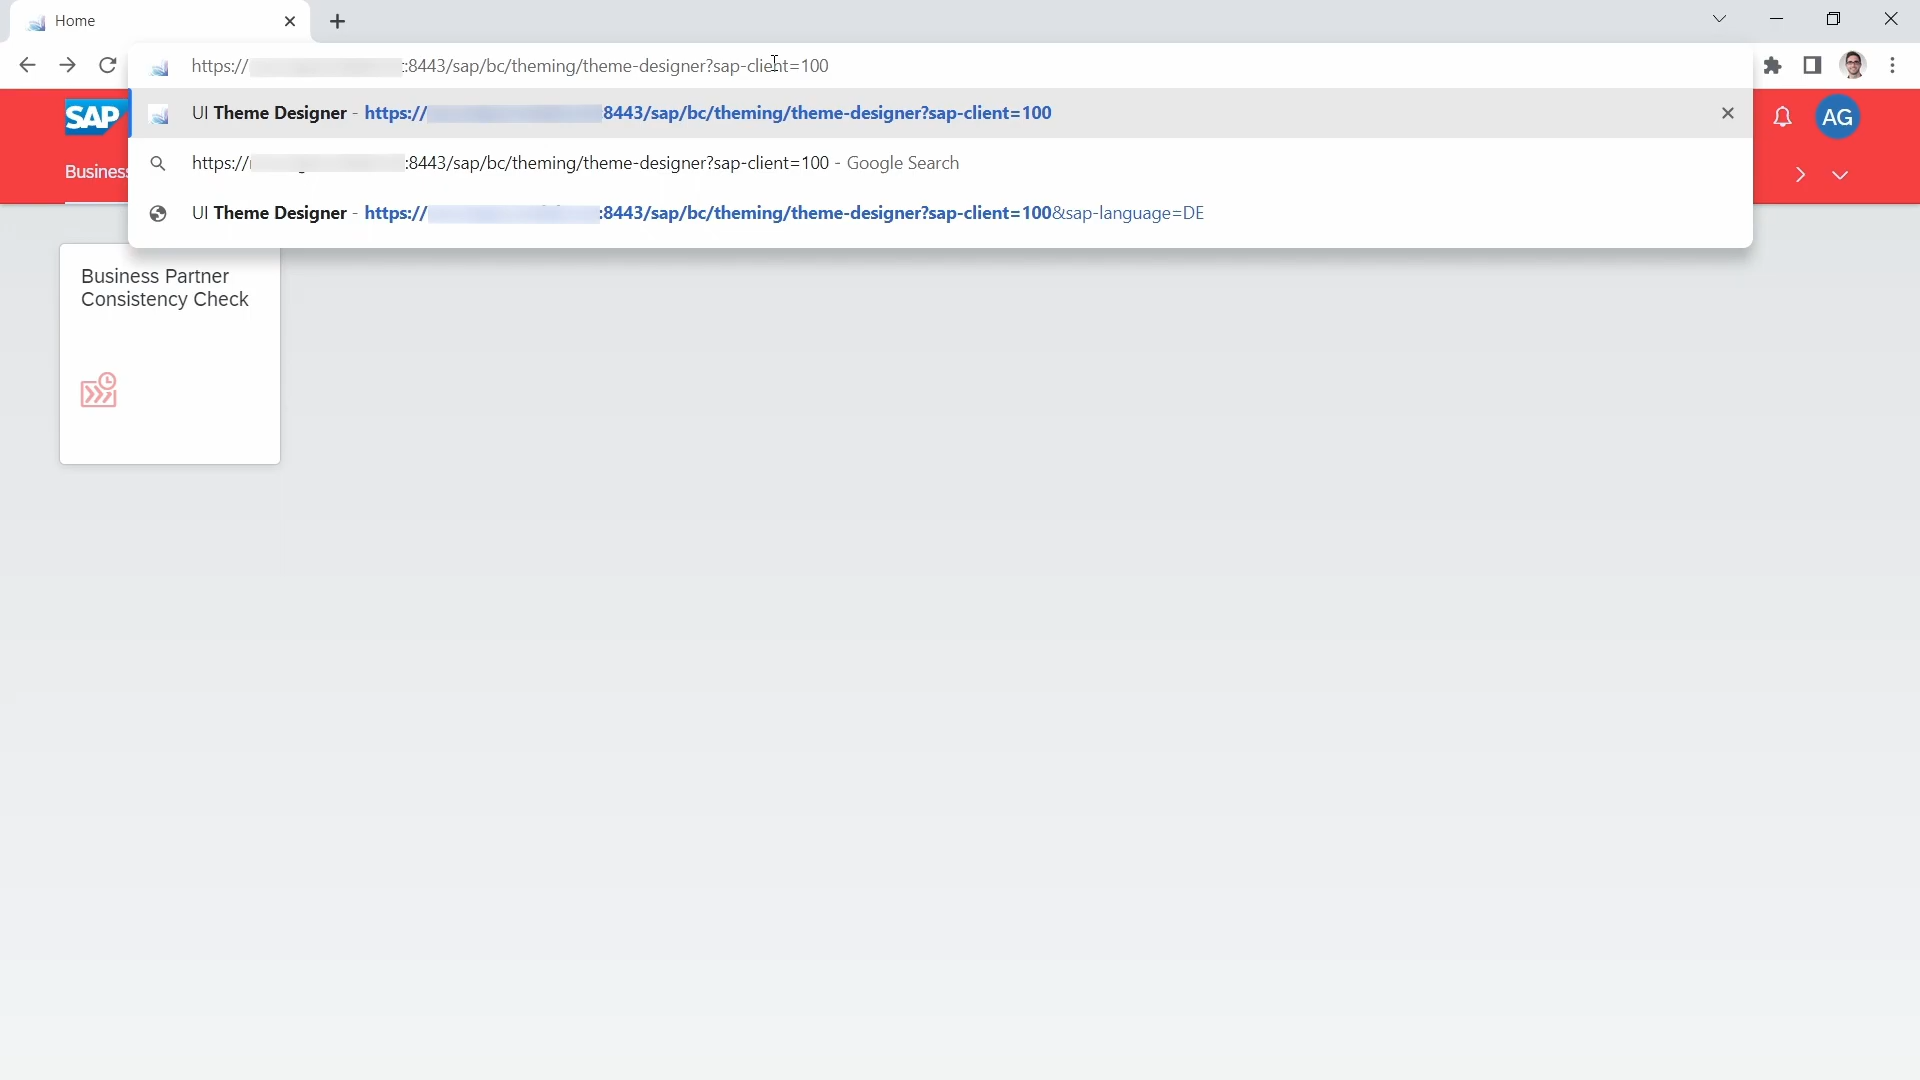 Home
https:// :8443/sap/bc/theming/theme-designer?sap-client=100
SAP
UI Theme Designer - https:// 8443/sap/bc/theming/theme-designer?sap-client=100
AG
https:// :8443/sap/bc/theming/theme-designer?sap-client=100 - Google Search
Business
UI Theme Designer - https:// :8443/sap/bc/theming/theme-designer?sap-client=100&sap-language=DE
Business Partner
Consistency Check